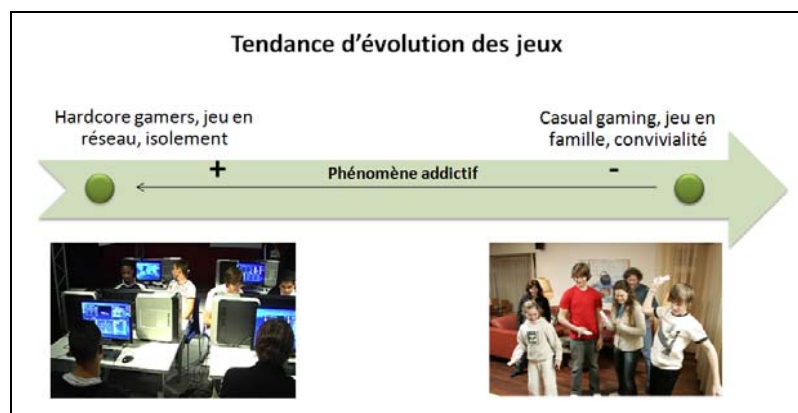 Tendance d'évolution des jeux
Hardcore gamers, jeu en
réseau, isolement
Casual gaming, jeu en
famille, convivialité
+
Phénomène addictif
-